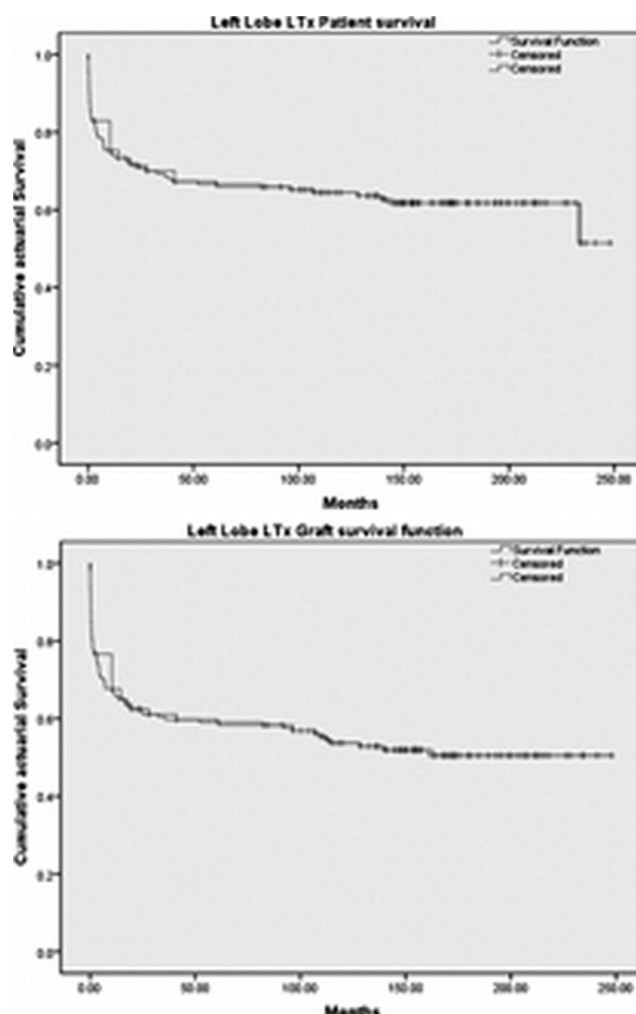 Left Lobe LTx Patient survival
Survival Function
Censored
Censored
1.0
0.8
0.6
0.4
0.2
0.0
Cumulative actuarial Survival
0.00 50.00 100.00 150.00 200.00 250.00
Months
Left Lobe LTx Graft survival function
Survival Function
Censored
Censored
1.0
0.8
0.6
0.4
0.2
0.0
Cumulative actuarial Survival
0.00 50.00 100.00 150.00 200.00 250.00
Months